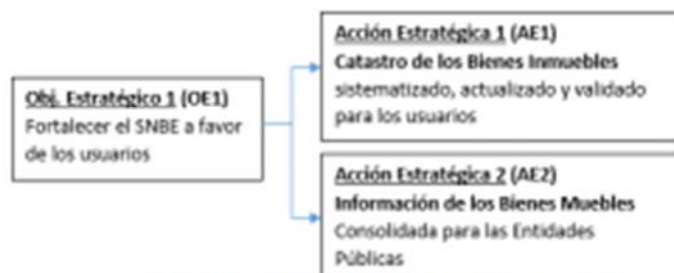 Obj. Estratégico 1 (OE1)
Fortalecer el SNBE a favor
de los usuarios
Acción Estratégica 1 (AE1)
Catastro de los Bienes Inmuebles
sistematizado, actualizado y validado
para los usuarios
Acción Estratégica 2 (AE2)
Información de los Bienes Muebles
Consolidada para las Entidades
Públicas